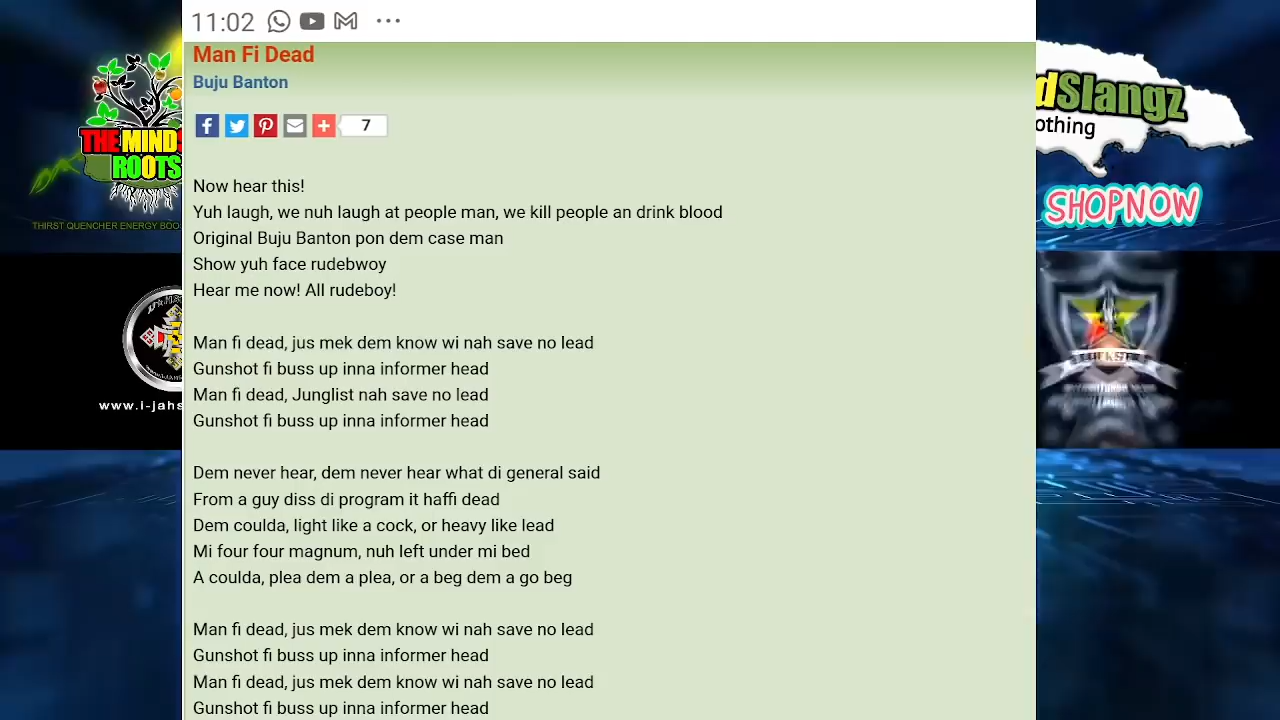 11:02
Man Fi Dead
Buju Banton
7
Now hear this!
Yuh laugh, we nuh laugh at people man, we kill people an drink blood
Original Buju Banton pon dem case man
Show yuh face rudebwoy
Hear me now! All rudeboy!
Man fi dead, jus mek dem know wi nah save no lead
Gunshot fi buss up inna informer head
Man fi dead, Junglist nah save no lead
Gunshot fi buss up inna informer head
Dem never hear, dem never hear what di general said
From a guy diss di program it haffi dead
Dem coulda, light like a cock, or heavy like lead
Mi four four magnum, nuh left under mi bed
A coulda, plea dem a plea, or a beg dem a go beg
Man fi dead, jus mek dem know wi nah save no lead
Gunshot fi buss up inna informer head
Man fi dead, jus mek dem know wi nah save no lead
Gunshot fi buss up inna informer head
THE MIND
ROOTS
THIRST QUENCHER ENERGY BOO
www.i-jahs
dSlangz
othing
SHOPNOW